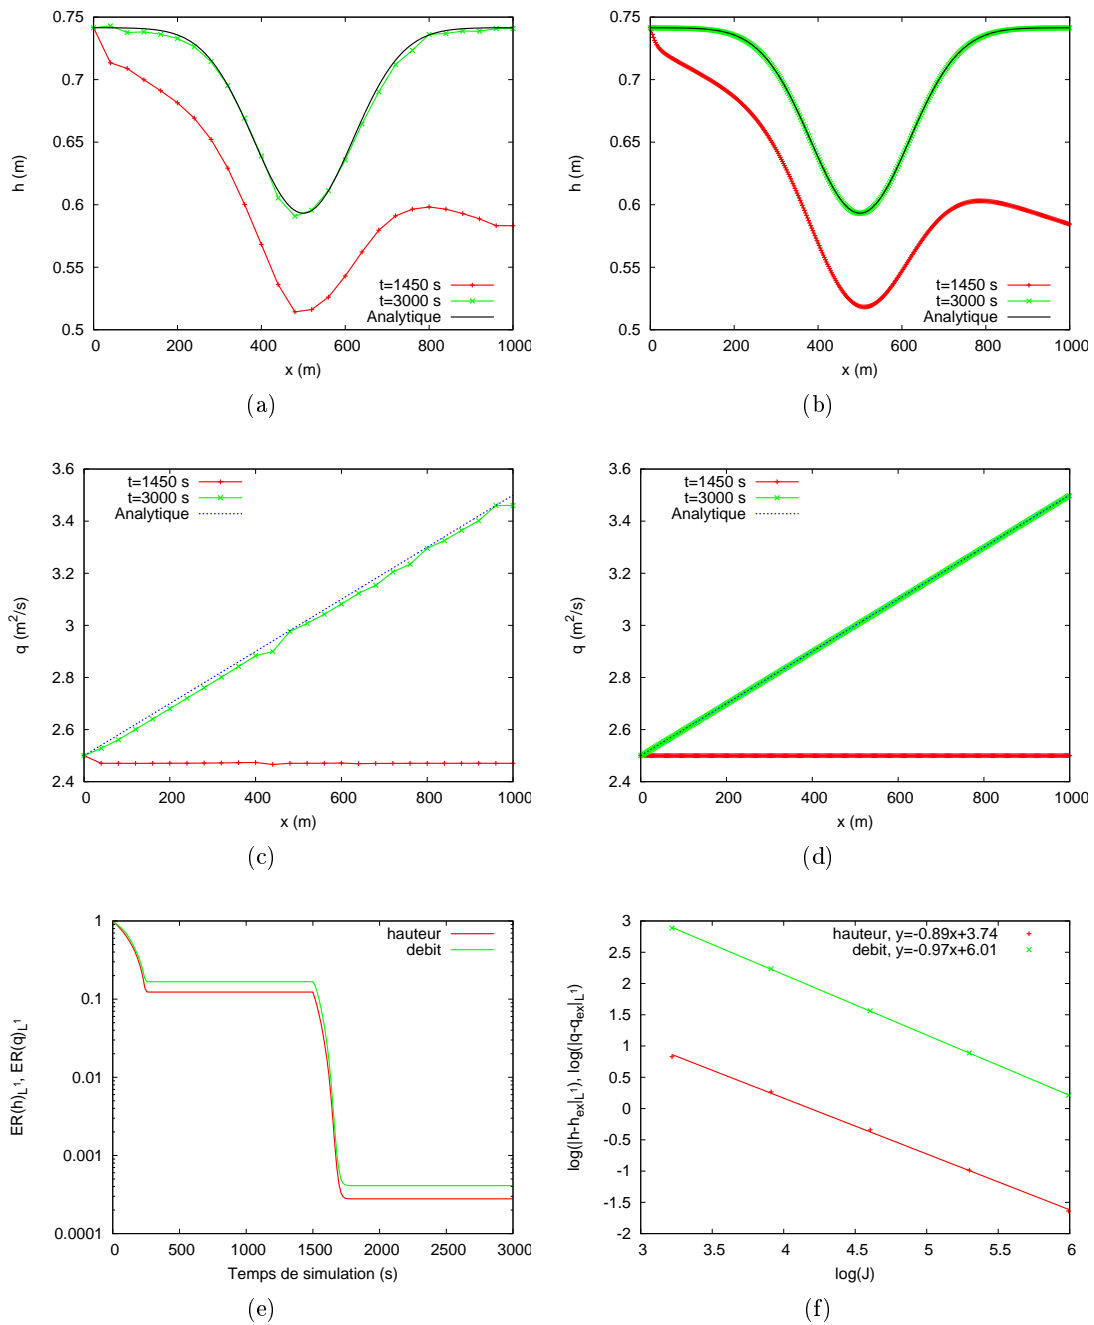 0.75
0.7
0.65
0.6
0.55
0.5
h (m)
0 200 400 600 800 1000
x (m)
t=1450 s
t=3000 s
Analytique
(a)
0.75
0.7
0.65
0.6
0.55
0.5
h (m)
0 200 400 600 800 1000
x (m)
t=1450 s
t=3000 s
Analytique
(b)
3.6
3.4
3.2
3
2.8
2.6
2.4
q (m²/s)
0 200 400 600 800 1000
x (m)
t=1450 s
t=3000 s
Analytique
(c)
3.6
3.4
3.2
3
2.8
2.6
2.4
q (m²/s)
0 200 400 600 800 1000
x (m)
t=1450 s
t=3000 s
Analytique
(d)
1
0.1
0.01
0.001
0.0001
ER(h)_L¹, ER(q)_L¹
0 500 1000 1500 2000 2500 3000
Temps de simulation (s)
hauteur
debit
(e)
3
2.5
2
1.5
1
0.5
0
-0.5
-1
-1.5
-2
log(|h-h_ex|_L¹), log(|q-q_ex|_L¹)
3 3.5 4 4.5 5 5.5 6
log(J)
hauteur, y=-0.89x+3.74
debit, y=-0.97x+6.01
(f)